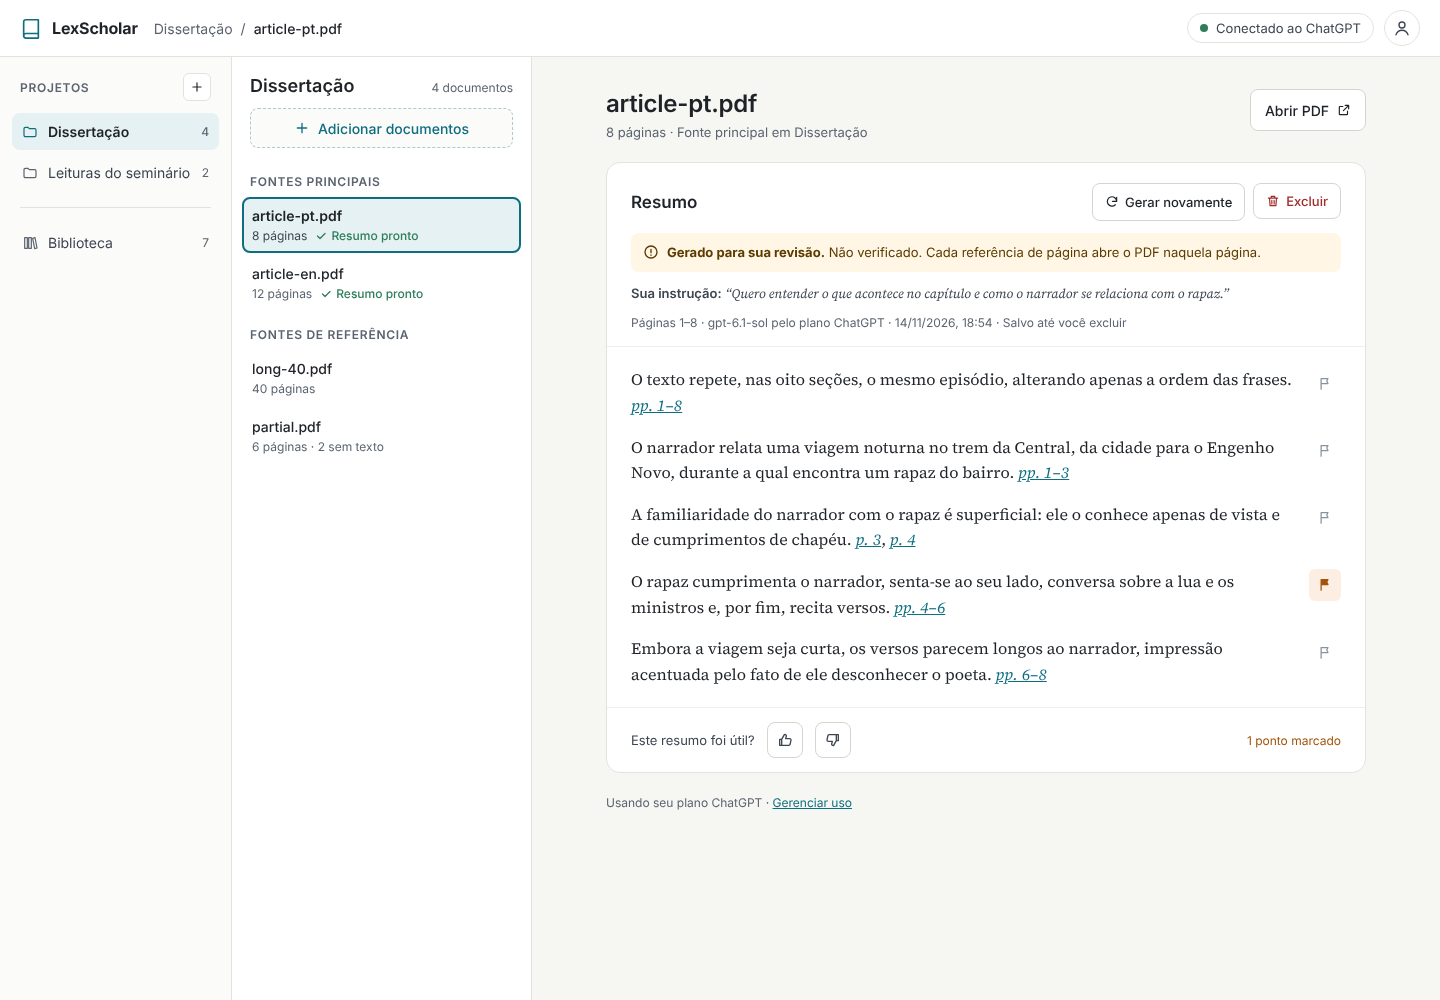 LexScholar
Dissertação / article-pt.pdf
Conectado ao ChatGPT
PROJETOS
Dissertação 4
Leituras do seminário 2
Biblioteca 7
Dissertação
4 documentos
Adicionar documentos
FONTES PRINCIPAIS
article-pt.pdf
8 páginas Resumo pronto
article-en.pdf
12 páginas Resumo pronto
FONTES DE REFERÊNCIA
long-40.pdf
40 páginas
partial.pdf
6 páginas · 2 sem texto
article-pt.pdf
8 páginas · Fonte principal em Dissertação
Abrir PDF
Resumo
Gerar novamente
Excluir
Gerado para sua revisão. Não verificado. Cada referência de página abre o PDF naquela página.
Sua instrução: “Quero entender o que acontece no capítulo e como o narrador se relaciona com o rapaz.”
Páginas 1–8 · gpt-6.1-sol pelo plano ChatGPT · 14/11/2026, 18:54 · Salvo até você excluir
O texto repete, nas oito seções, o mesmo episódio, alterando apenas a ordem das frases.
pp. 1–8
O narrador relata uma viagem noturna no trem da Central, da cidade para o Engenho
Novo, durante a qual encontra um rapaz do bairro. pp. 1–3
A familiaridade do narrador com o rapaz é superficial: ele o conhece apenas de vista e
de cumprimentos de chapéu. p. 3, p. 4
O rapaz cumprimenta o narrador, senta-se ao seu lado, conversa sobre a lua e os
ministros e, por fim, recita versos. pp. 4–6
Embora a viagem seja curta, os versos parecem longos ao narrador, impressão
acentuada pelo fato de ele desconhecer o poeta. pp. 6–8
Este resumo foi útil?
1 ponto marcado
Usando seu plano ChatGPT · Gerenciar uso